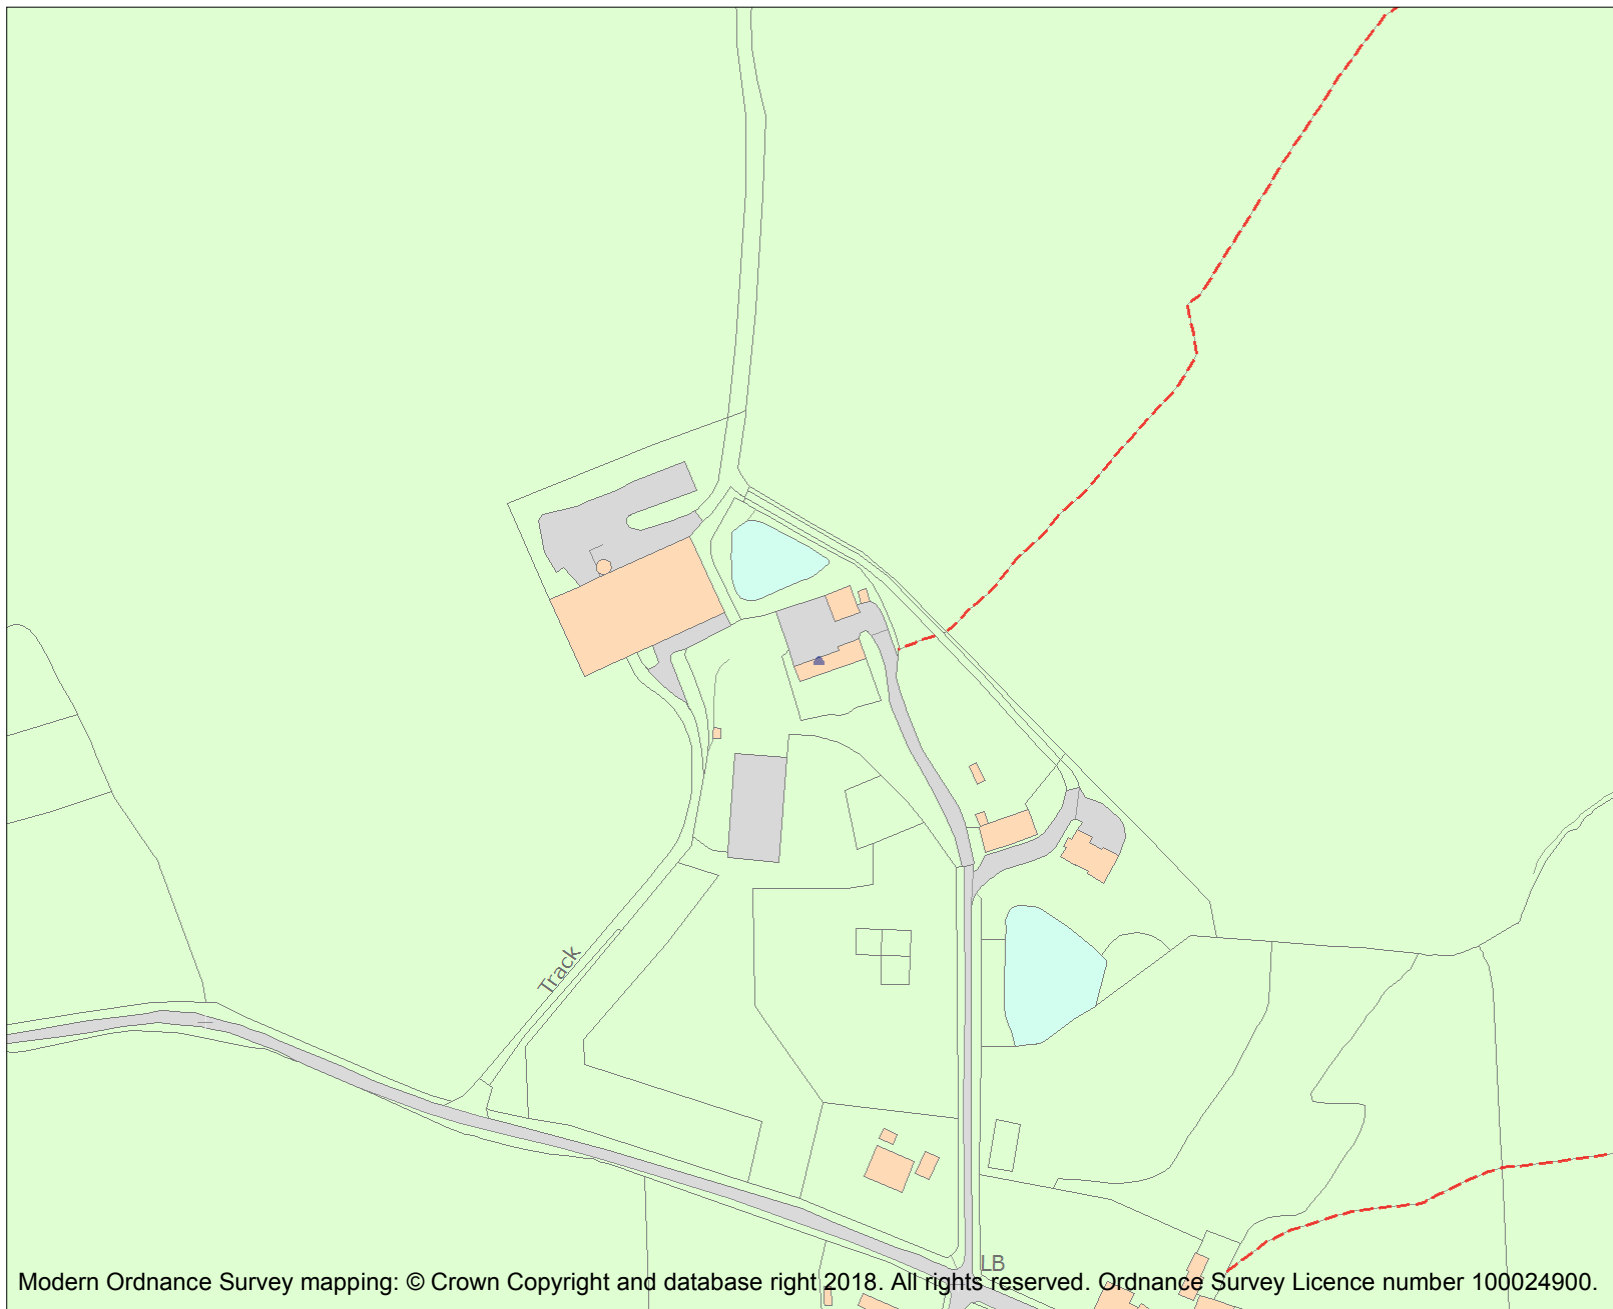 Track
LB
Modern Ordnance Survey mapping: © Crown Copyright and database right 2018. All rights reserved. Ordnance Survey Licence number 100024900.